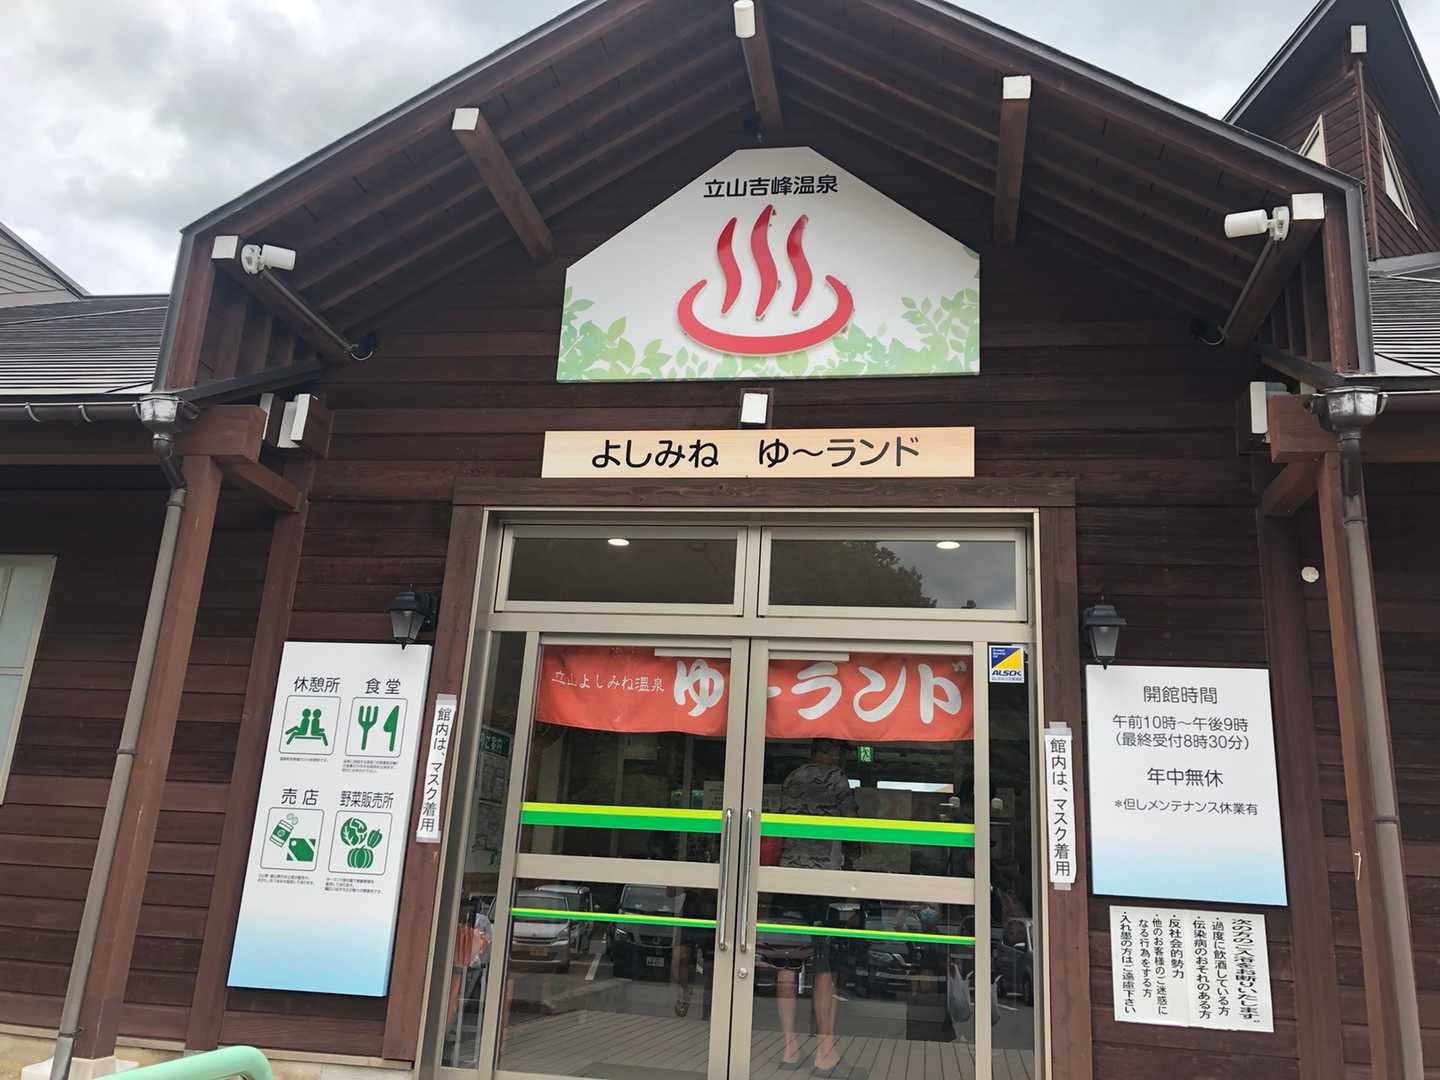 立山吉峰温泉
よしみね ゆ〜ランド
立山よしみね温泉 ゆ〜ランド
ALSOK
休憩所
食堂
売店
野菜販売所
館内は、マスク着用
館内は、マスク着用
開館時間
午前10時〜午後9時
(最終受付8時30分)
年中無休
*但しメンテナンス休業有
次の方のご入浴をお断りいたします。
・過度に飲酒している方
・伝染病のおそれのある方
・反社会的勢力
・他のお客様のご迷惑に
なる行為をする方
・入れ墨の方はご遠慮下さい